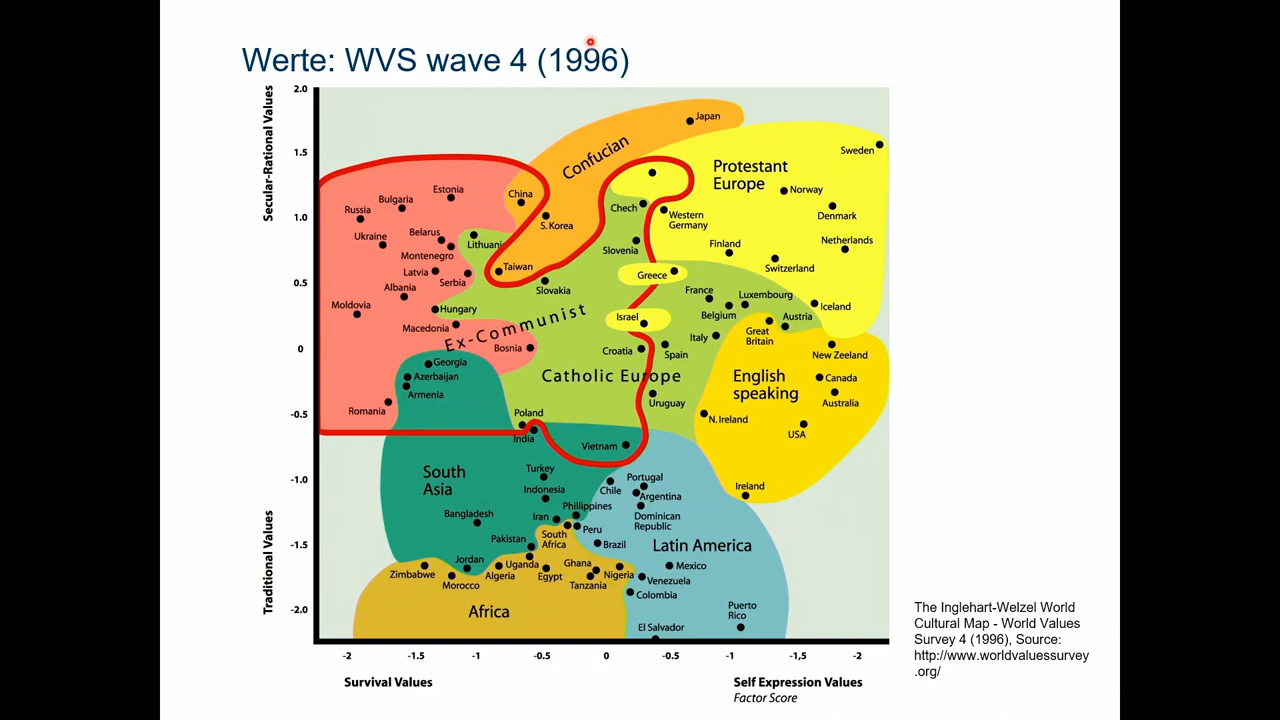 Werte: WVS wave 4 (1996)
Secular-Rational Values
Traditional Values
2.0
1.5
1.0
0.5
0
-0.5
-1.0
-1.5
-2.0
Japan
Confucian
Sweden
Protestant
Europe
Norway
Denmark
Netherlands
Estonia
Bulgaria
Russia
China
S. Korea
Chech
Western
Germany
Ukraine
Belarus
Montenegro
Lithuanie
Slovenia
Finland
Switzerland
Latvia
Serbia
Taiwan
Slovakia
Greece
Albania
Moldovia
Hungary
Macedonia
Bosnia
Ex-Communist
France
Belgium
Luxembourg
Iceland
Israel
Italy
Great
Britain
Austria
Croatia
Spain
New Zeeland
Georgia
Azerbaijan
Armenia
Romania
Catholic Europe
English
speaking
Canada
Australia
Uruguay
N. Ireland
USA
Poland
India
Vietnam
Ireland
South
Asia
Turkey
Indonesia
Chile
Portugal
Argentina
Dominican
Republic
Phillippines
Bangladesh
Iran
Peru
South
Africa
Pakistan
Brazil
Latin America
Zimbabwe
Jordan
Morocco
Algeria
Uganda
Egypt
Ghana
Tanzania
Nigeria
Mexico
Venezuela
Colombia
Africa
Puerto
Rico
El Salvador
-2
-1.5
-1
-0.5
0
-0.5
-1
-1,5
-2
Survival Values
Self Expression Values
Factor Score
The Inglehart-Welzel World
Cultural Map - World Values
Survey 4 (1996), Source:
http://www.worldvaluessurvey
.org/